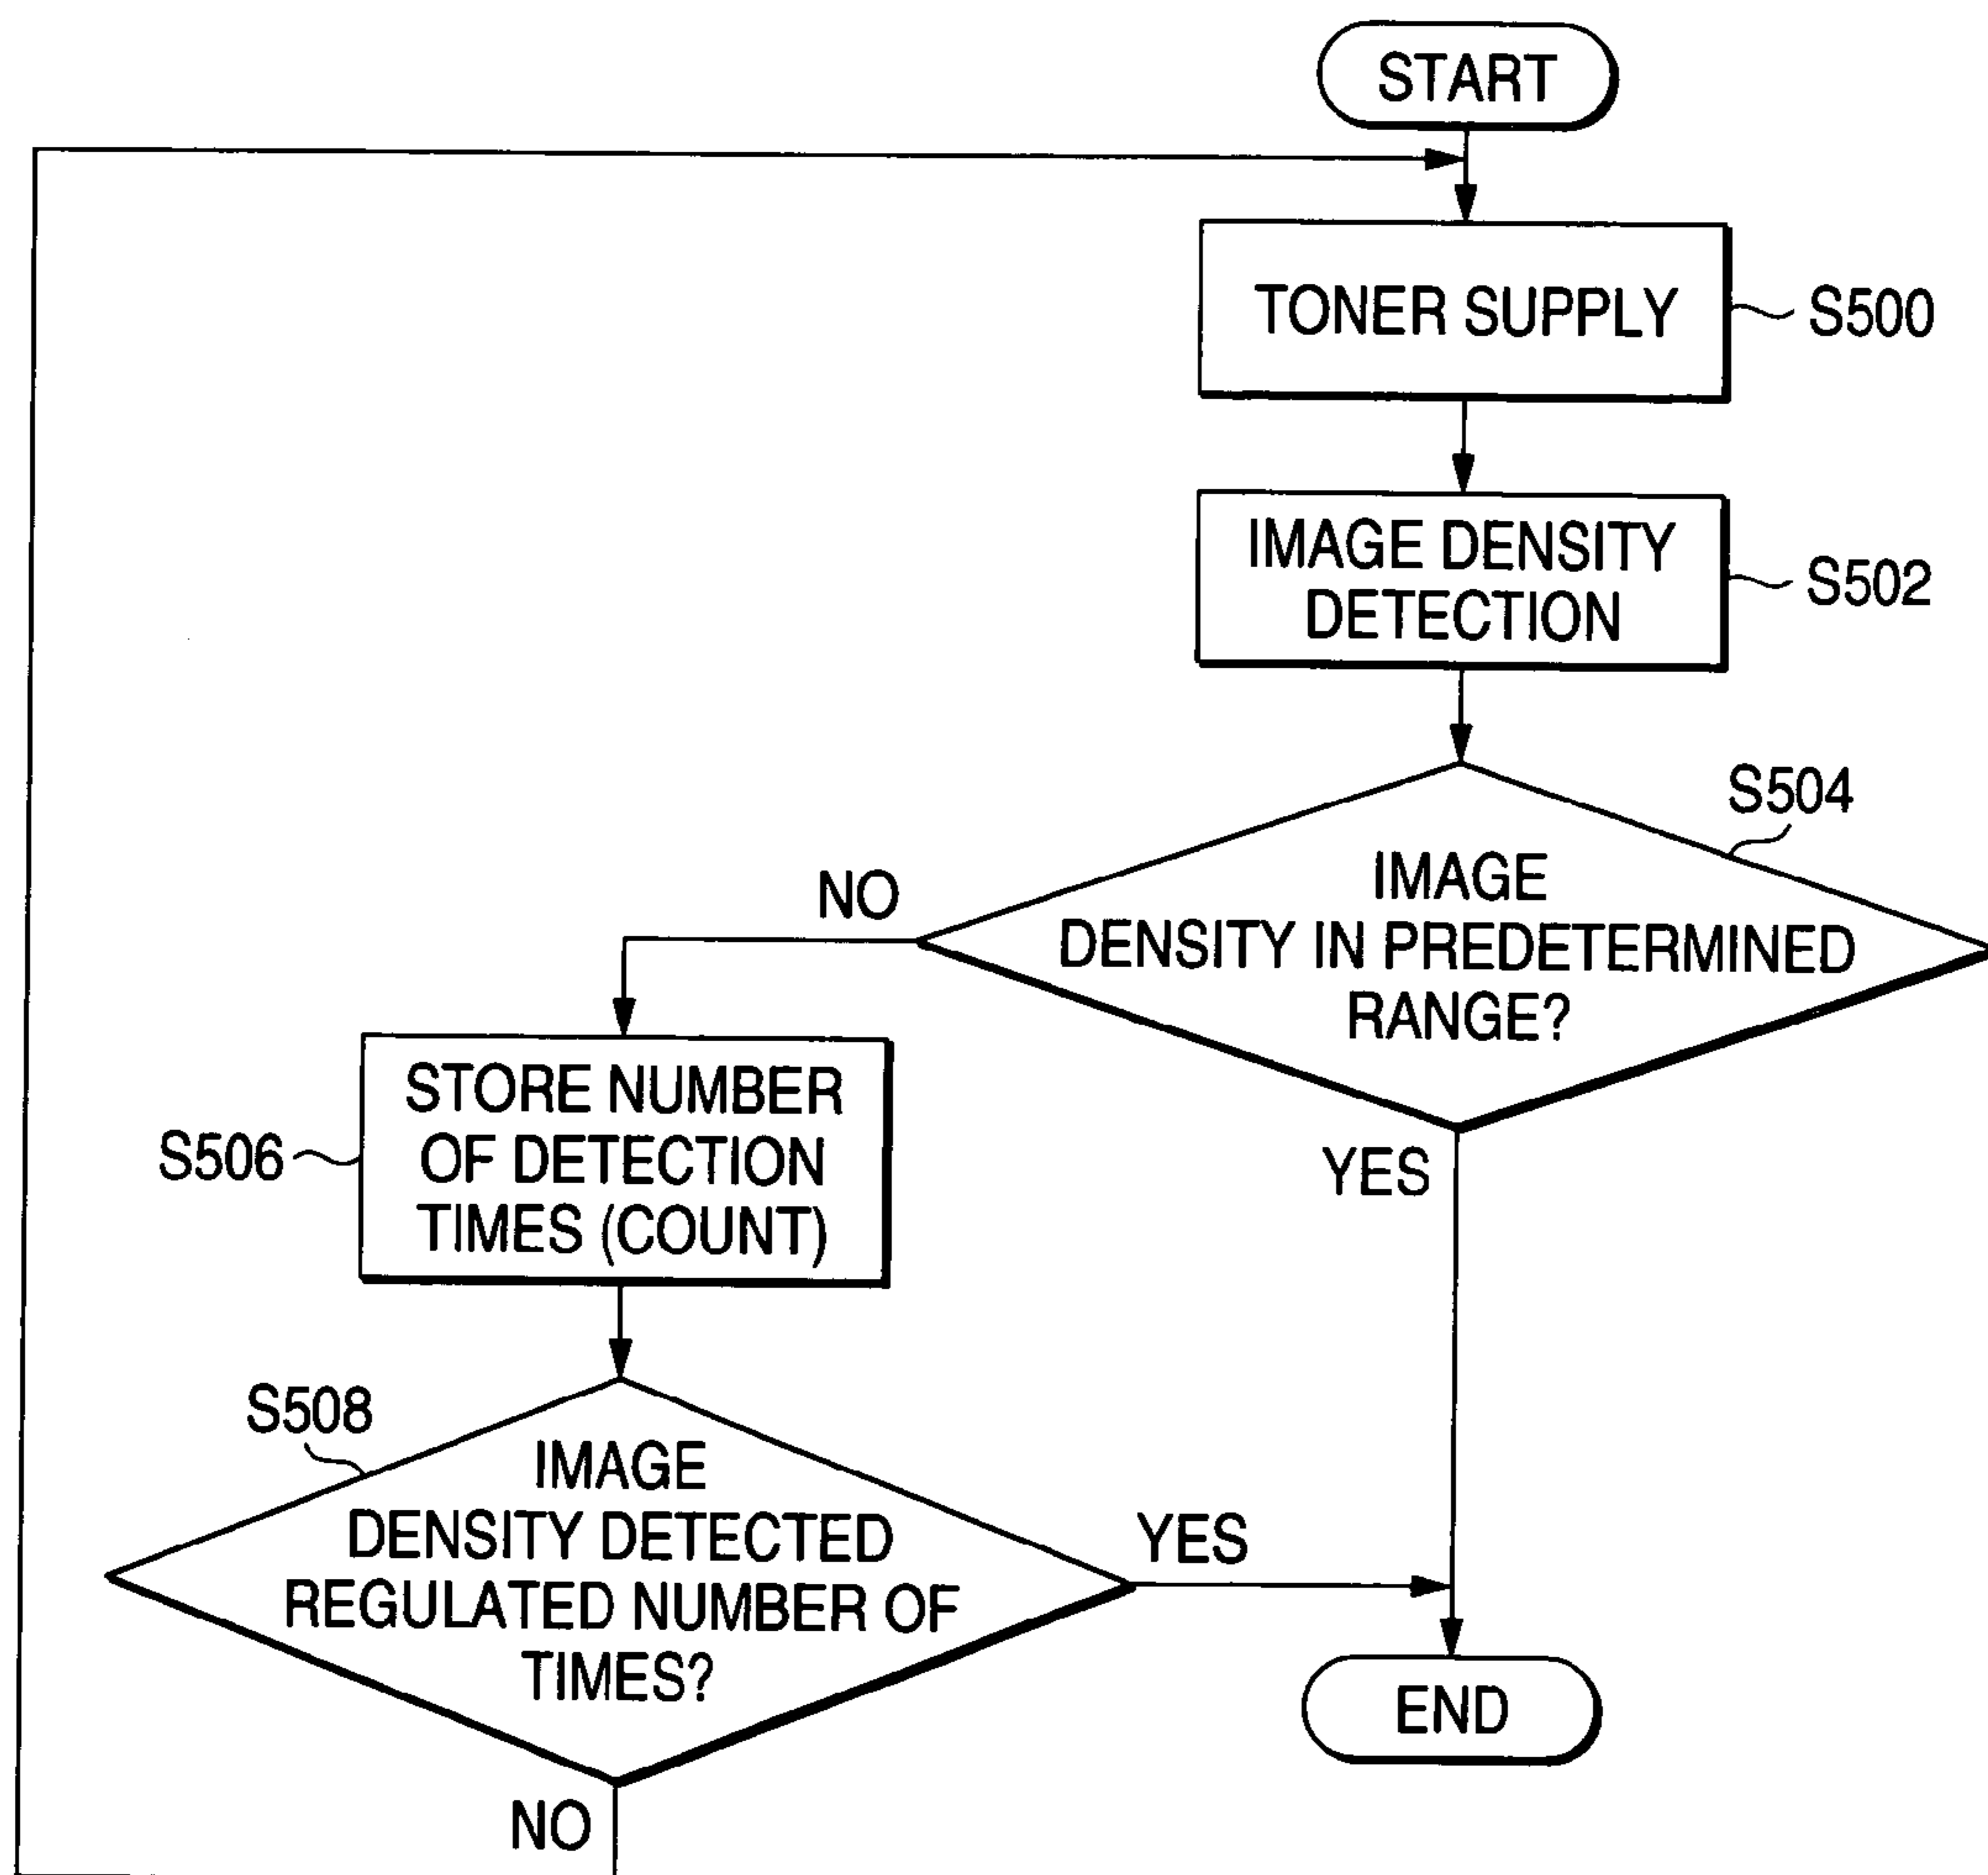 START
TONER SUPPLY
S500
IMAGE DENSITY
DETECTION
S502
S504
IMAGE
DENSITY IN PREDETERMINED
RANGE?
NO
YES
STORE NUMBER
OF DETECTION
TIMES (COUNT)
S506
S508
IMAGE
DENSITY DETECTED
REGULATED NUMBER OF
TIMES?
YES
NO
END